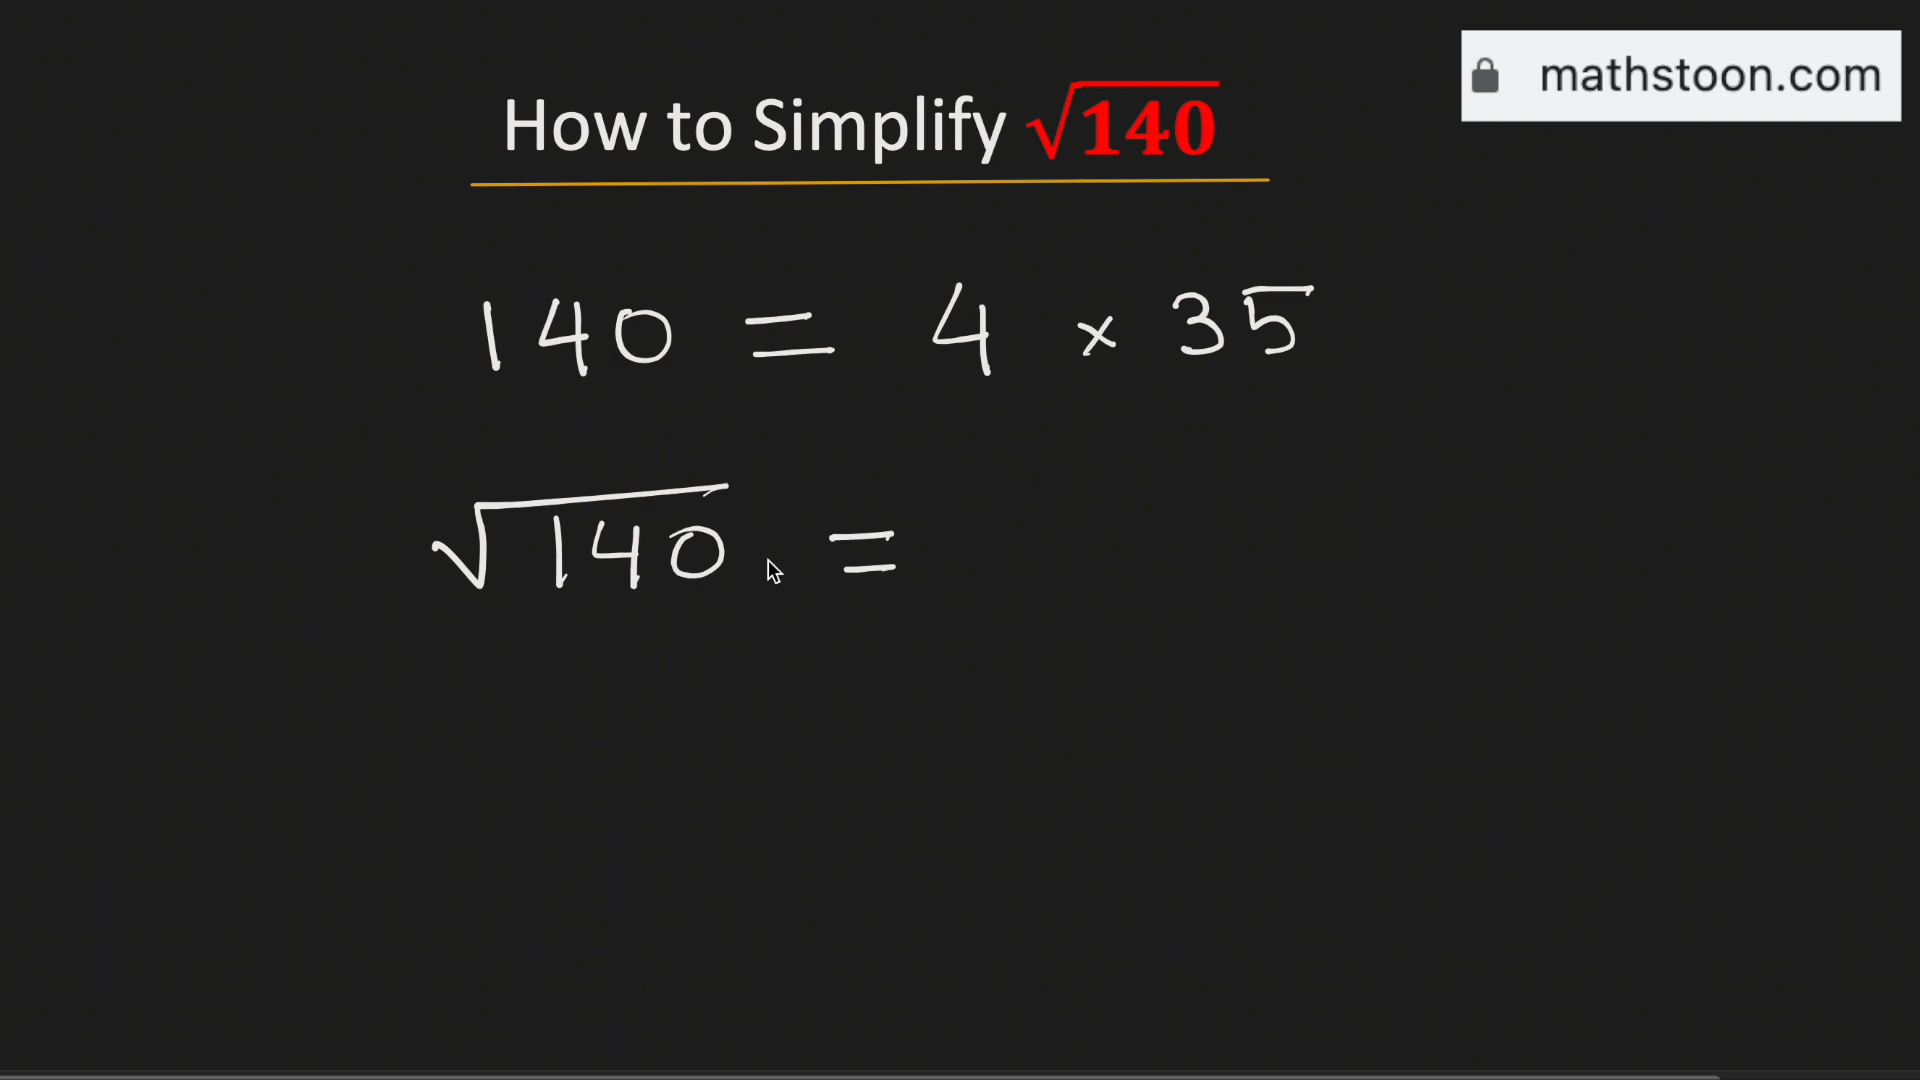 mathstoon.com
How to Simplify √140
140 = 4 × 35
√140 =